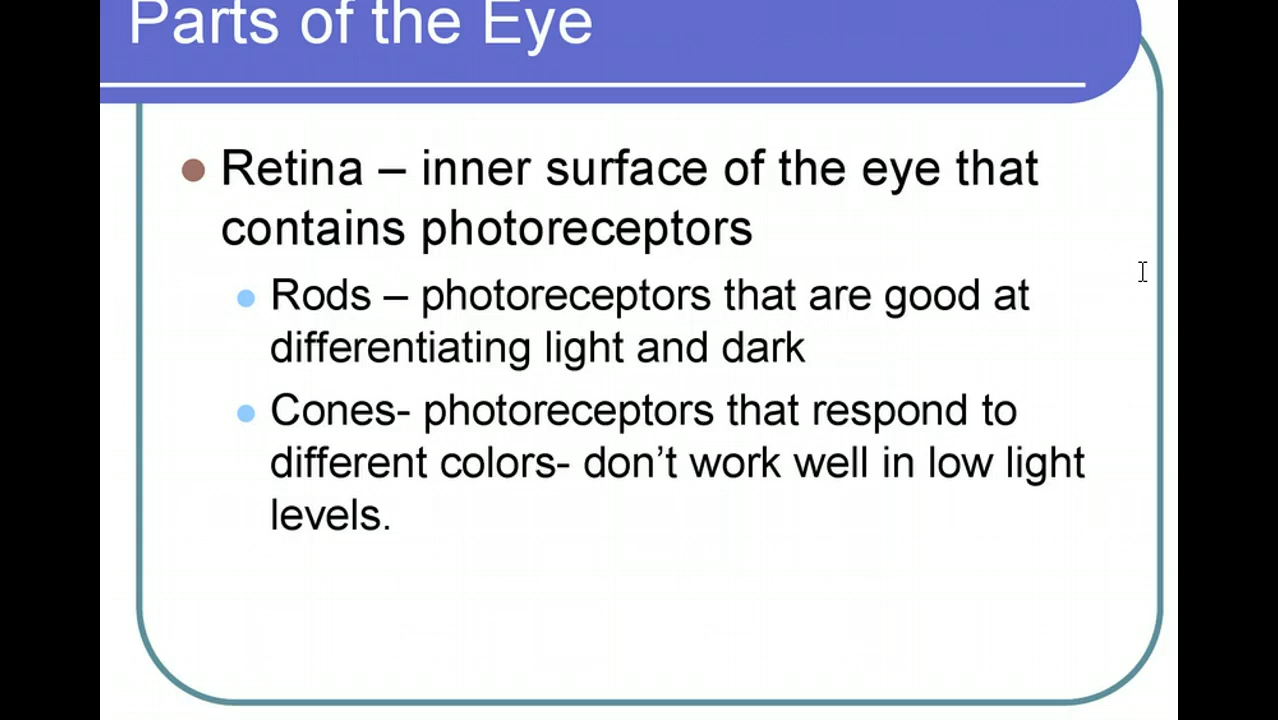 Parts of the Eye
Retina – inner surface of the eye that
contains photoreceptors
Rods – photoreceptors that are good at
differentiating light and dark
Cones- photoreceptors that respond to
different colors- don’t work well in low light
levels.